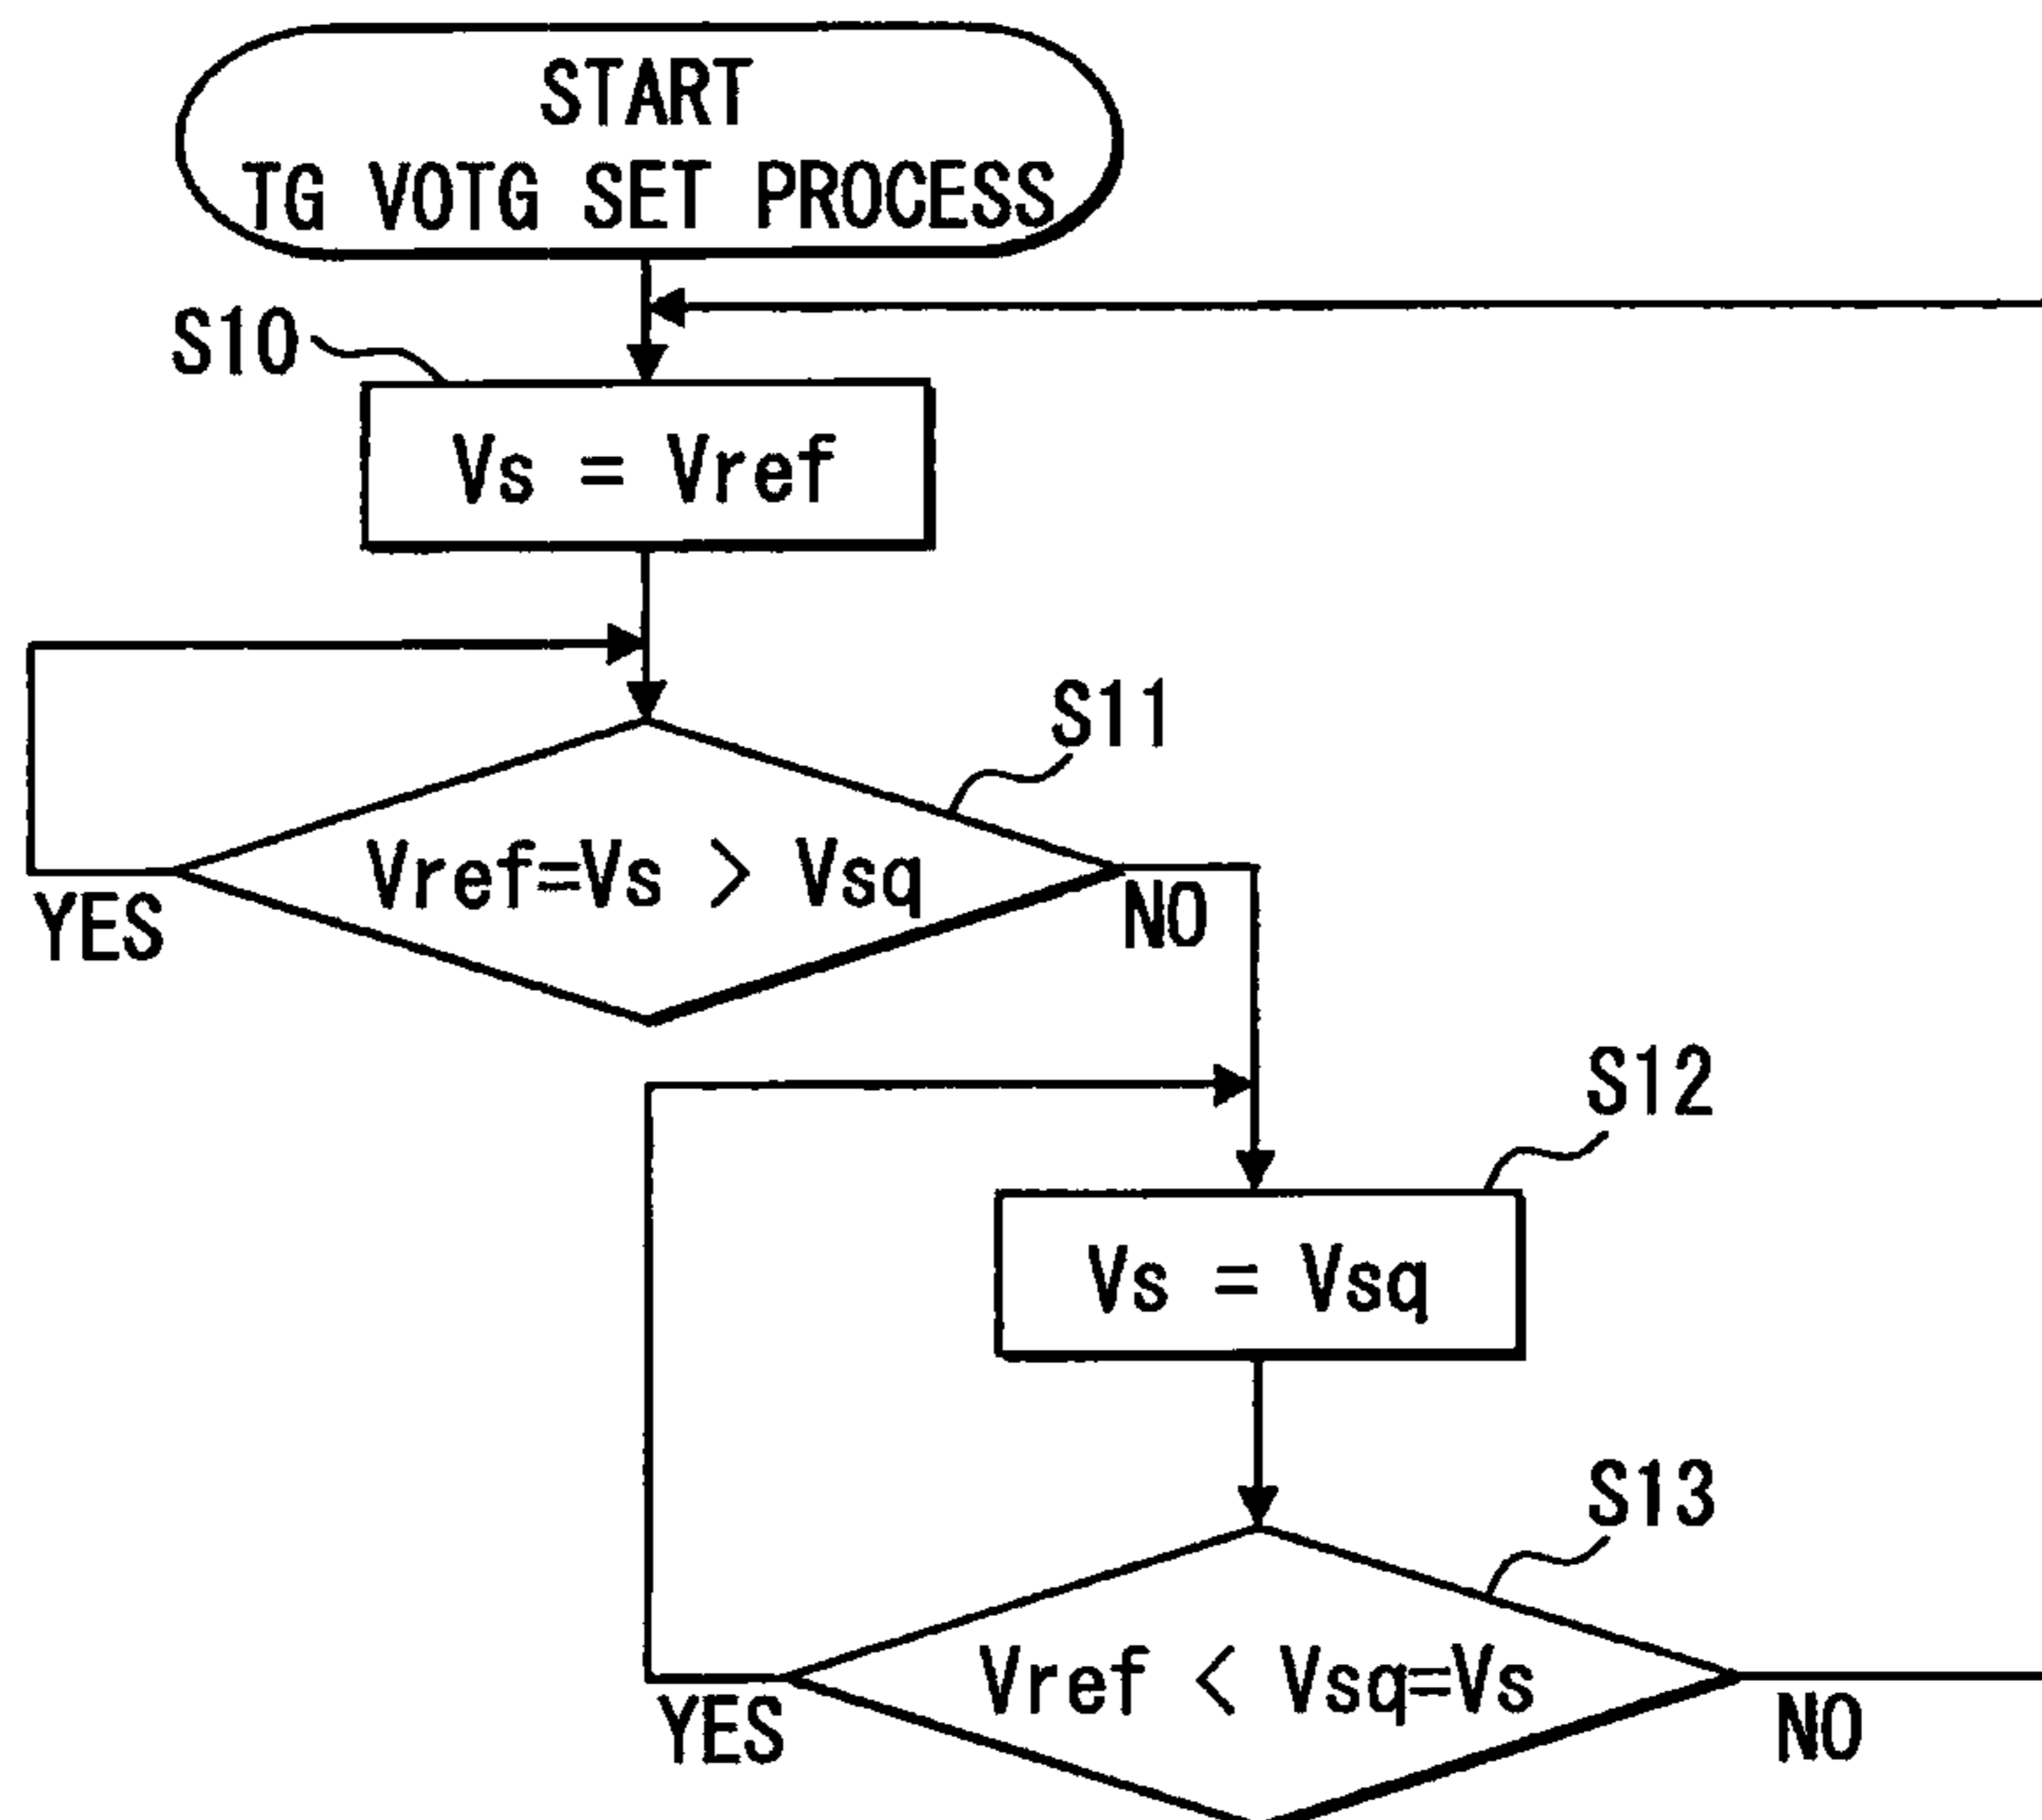 START
TG VOTG SET PROCESS
S10
Vs = Vref
S11
Vref=Vs > Vsq
YES
NO
S12
Vs = Vsq
S13
Vref < Vsq=Vs
YES
NO